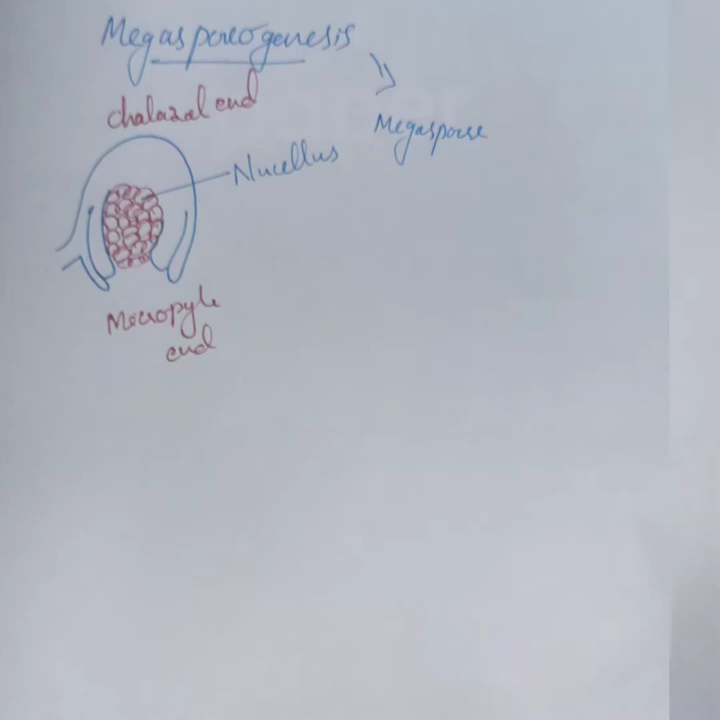 Megasporogenesis
chalazal end
Megaspore
Nucellus
Micropyle
end